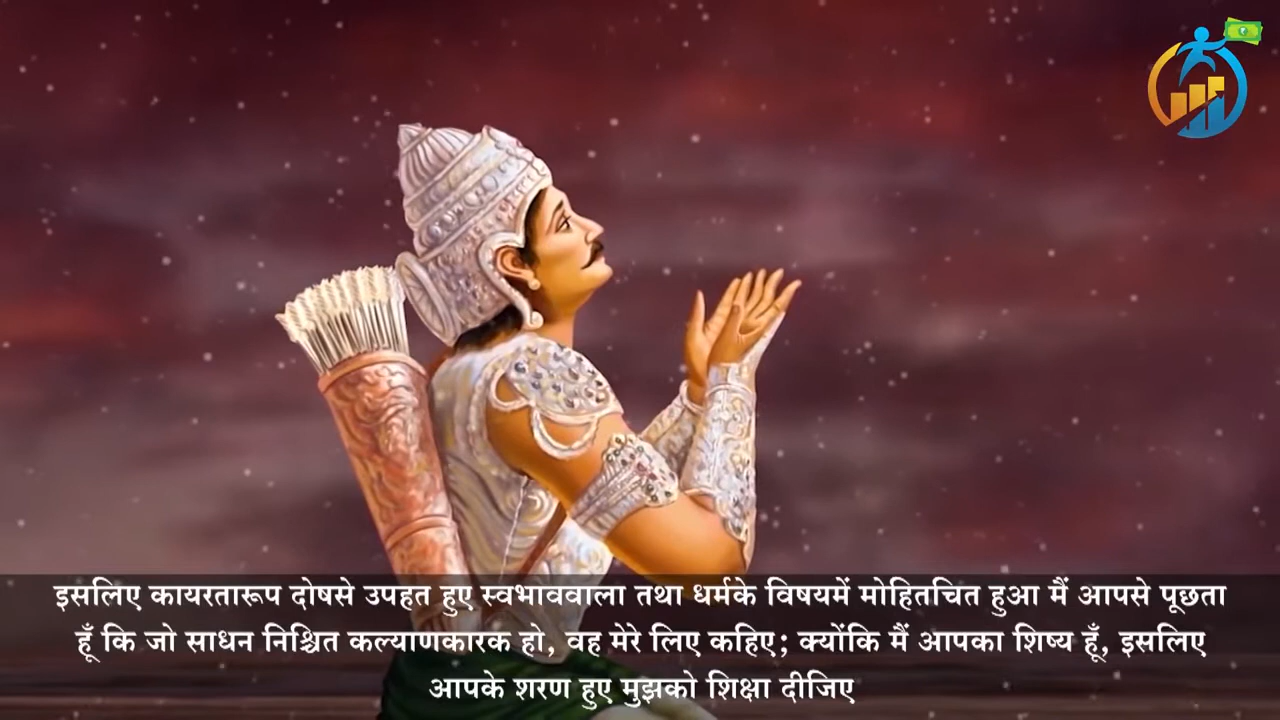 इसलिए कायरतारूप दोषसे उपहत हुए स्वभाववाला तथा धर्मके विषयमें मोहितचित हुआ मैं आपसे पूछता
हूँ कि जो साधन निश्चित कल्याणकारक हो, वह मेरे लिए कहिए; क्योंकि मैं आपका शिष्य हूँ, इसलिए
आपके शरण हुए मुझको शिक्षा दीजिए